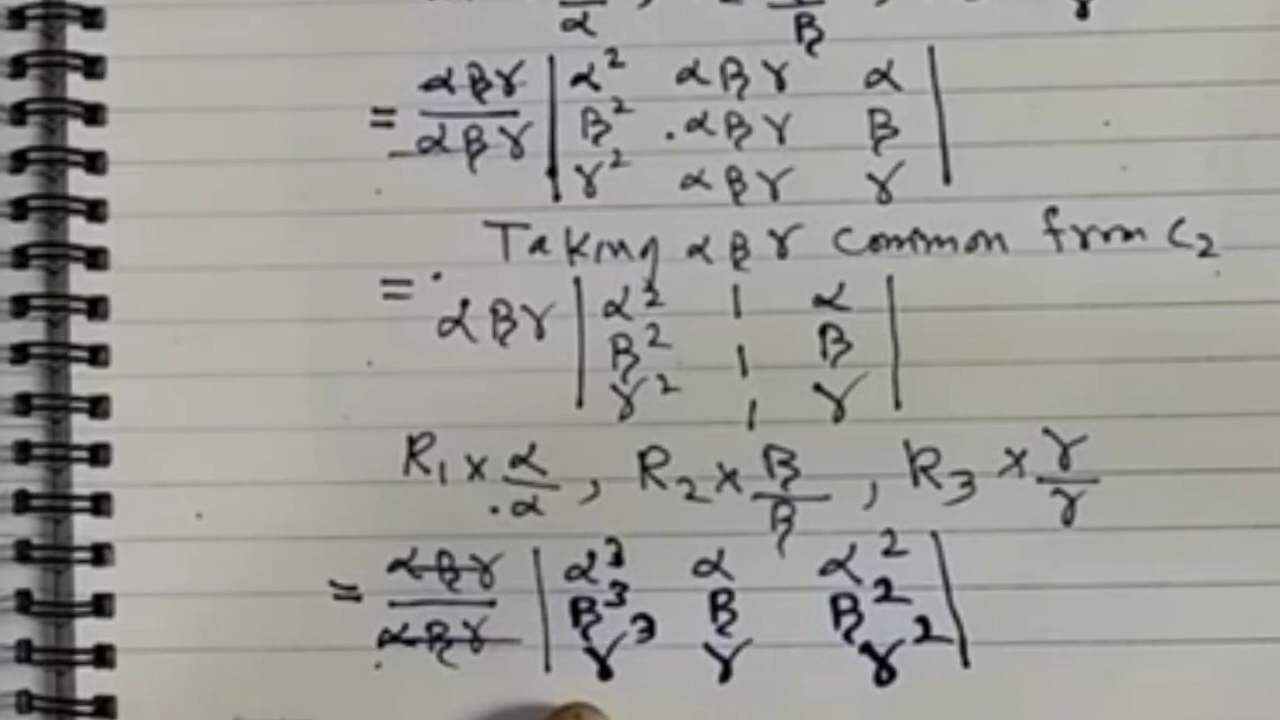 = αβγ/αβγ | α² αβγ α |
| β² .αβγ β |
| γ² αβγ γ |
Taking αβγ common from C₂
= αβγ | α² 1 α |
| β² 1 β |
| γ² 1 γ |
R₁ × α/α, R₂ × β/β, R₃ × γ/γ
= αβγ/αβγ | α³ α α² |
| β³ β β² |
| γ³ γ γ² |